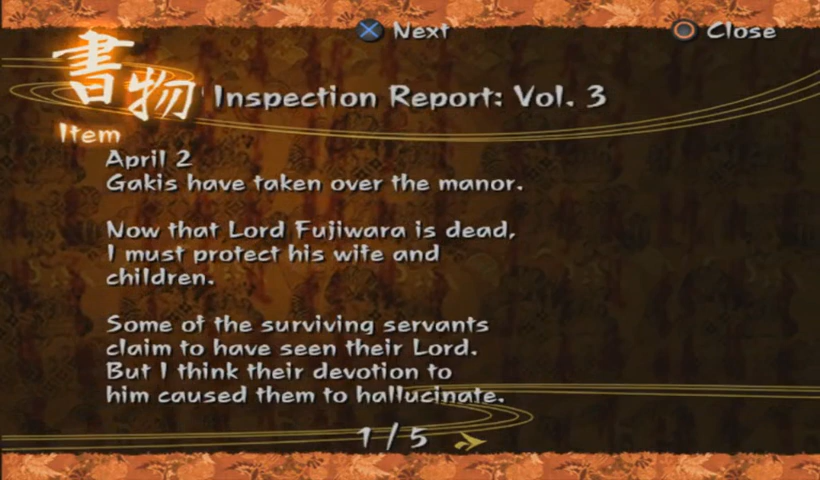 Next
Close
書物
Item
Inspection Report: Vol. 3
April 2
Gakis have taken over the manor.
Now that Lord Fujiwara is dead,
I must protect his wife and
children.
Some of the surviving servants
claim to have seen their Lord.
But I think their devotion to
him caused them to hallucinate.
1/5